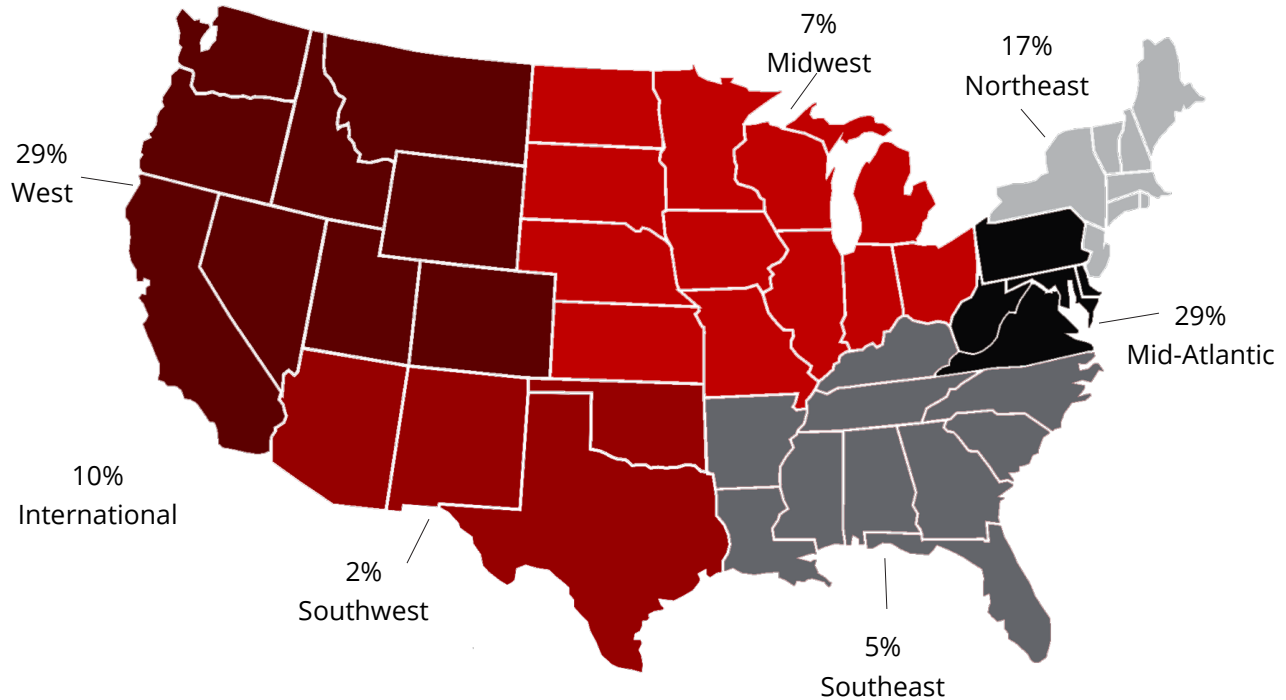 7%
Midwest
17%
Northeast
29%
West
29%
Mid-Atlantic
10%
International
2%
Southwest
5%
Southeast